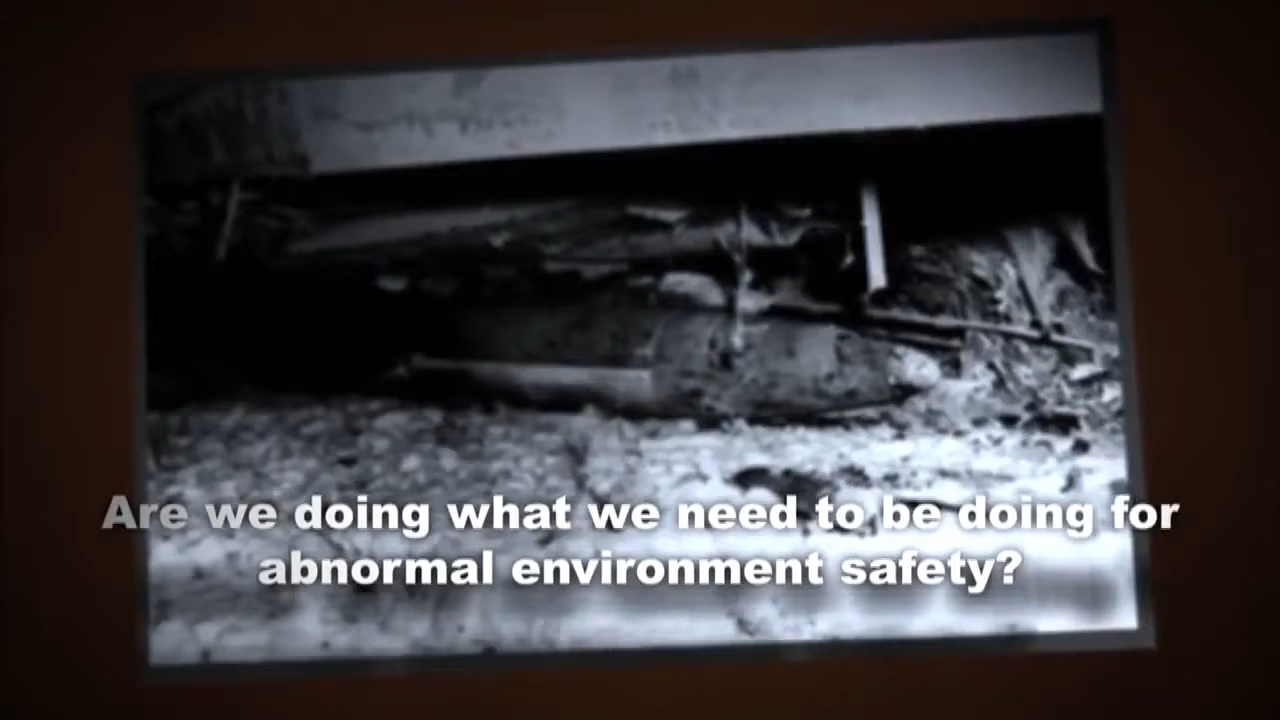 Are we doing what we need to be doing for
abnormal environment safety?